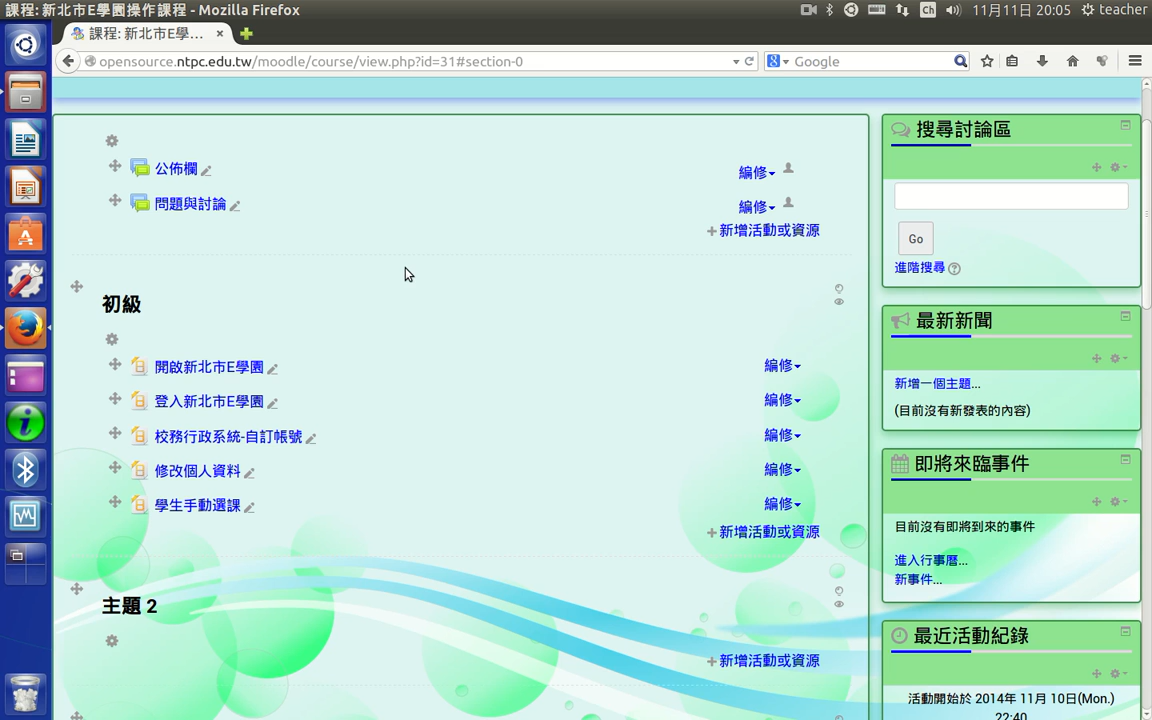 課程: 新北市E學園操作課程 - Mozilla Firefox
Ch
11月11日 20:05
teacher
課程: 新北市E學...
opensource.ntpc.edu.tw/moodle/course/view.php?id=31#section-0
Google
公佈欄
編修
問題與討論
編修
新增活動或資源
初級
開啟新北市E學園
編修
登入新北市E學園
編修
校務行政系統-自訂帳號
編修
修改個人資料
編修
學生手動選課
編修
新增活動或資源
主題 2
新增活動或資源
搜尋討論區
Go
進階搜尋
最新新聞
新增一個主題...
(目前沒有新發表的內容)
即將來臨事件
目前沒有即將到來的事件
進入行事曆...
新事件...
最近活動紀錄
活動開始於 2014年 11月 10日(Mon.)
22:40